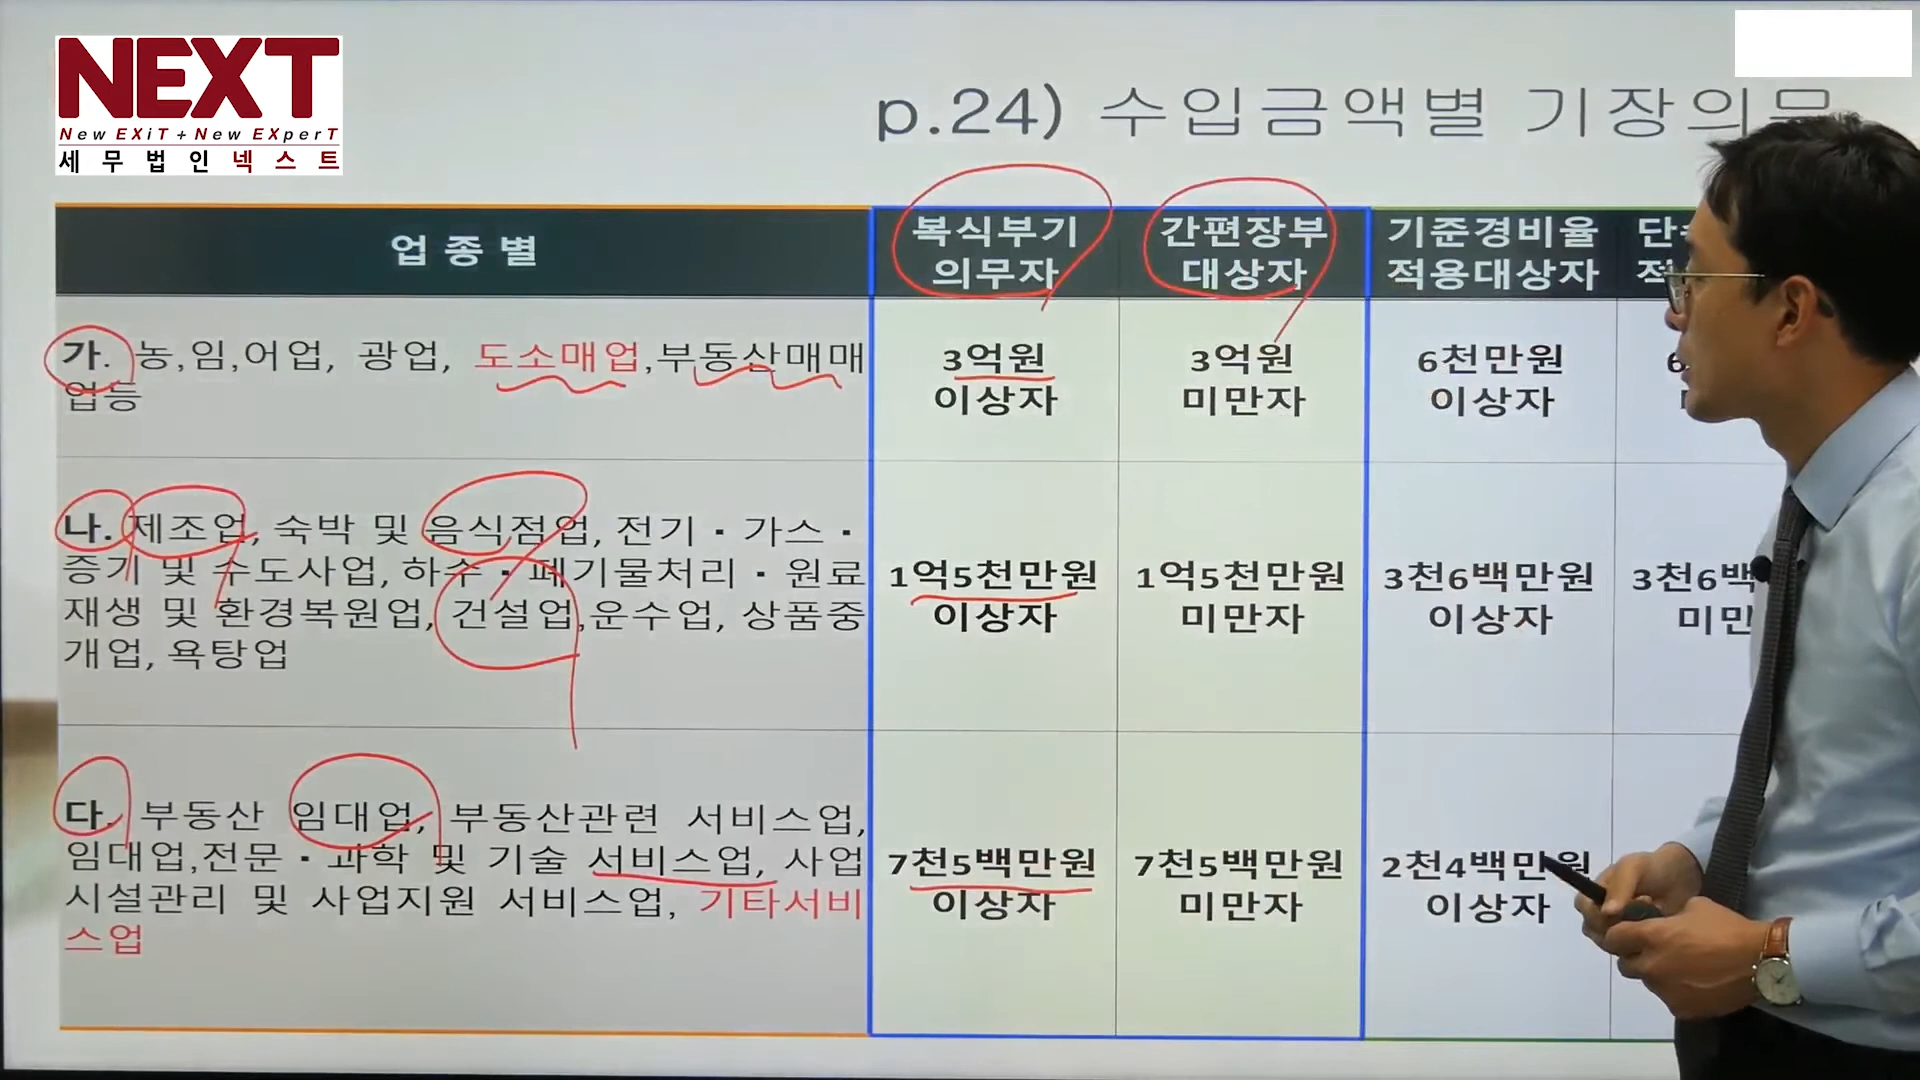 NEXT
New EXiT + New EXperT
세무법인넥스트
p.24) 수입금액별 기장의무
업종별
복식부기
의무자
간편장부
대상자
기준경비율
적용대상자
가. 농,임,어업, 광업, 도소매업,부동산매매
업등
3억원
이상자
3억원
미만자
6천만원
이상자
나. 제조업, 숙박 및 음식점업, 전기·가스·
증기 및 수도사업, 하수·폐기물처리·원료
재생 및 환경복원업, 건설업,운수업, 상품중
개업, 욕탕업
1억5천만원
이상자
1억5천만원
미만자
3천6백만원
이상자
3천6백
미만
다. 부동산 임대업, 부동산관련 서비스업,
임대업,전문·과학 및 기술 서비스업, 사업
시설관리 및 사업지원 서비스업, 기타서비
스업
7천5백만원
이상자
7천5백만원
미만자
2천4백만원
이상자